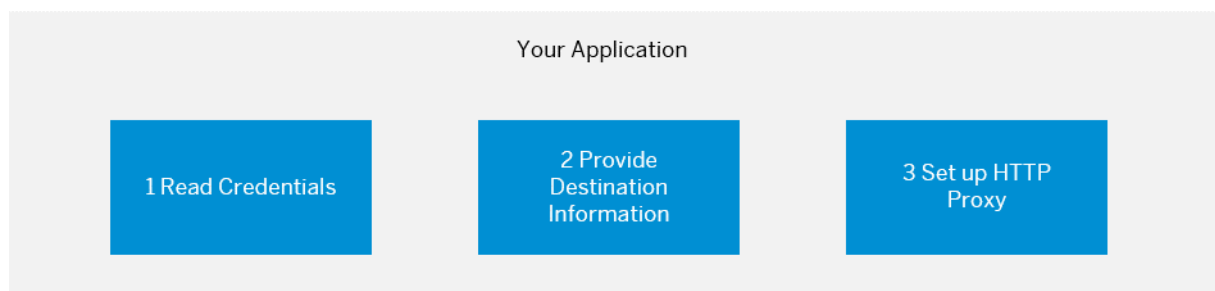 Your Application
1 Read Credentials
2 Provide
Destination
Information
3 Set up HTTP
Proxy